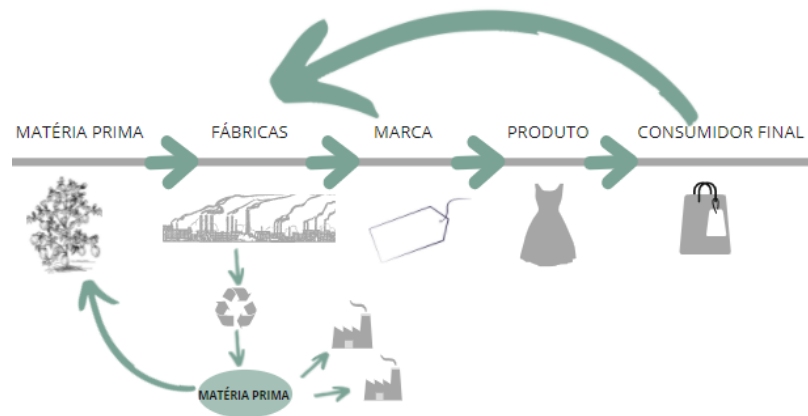 MATÉRIA PRIMA
FÁBRICAS
MARCA
PRODUTO
CONSUMIDOR FINAL
MATÉRIA PRIMA